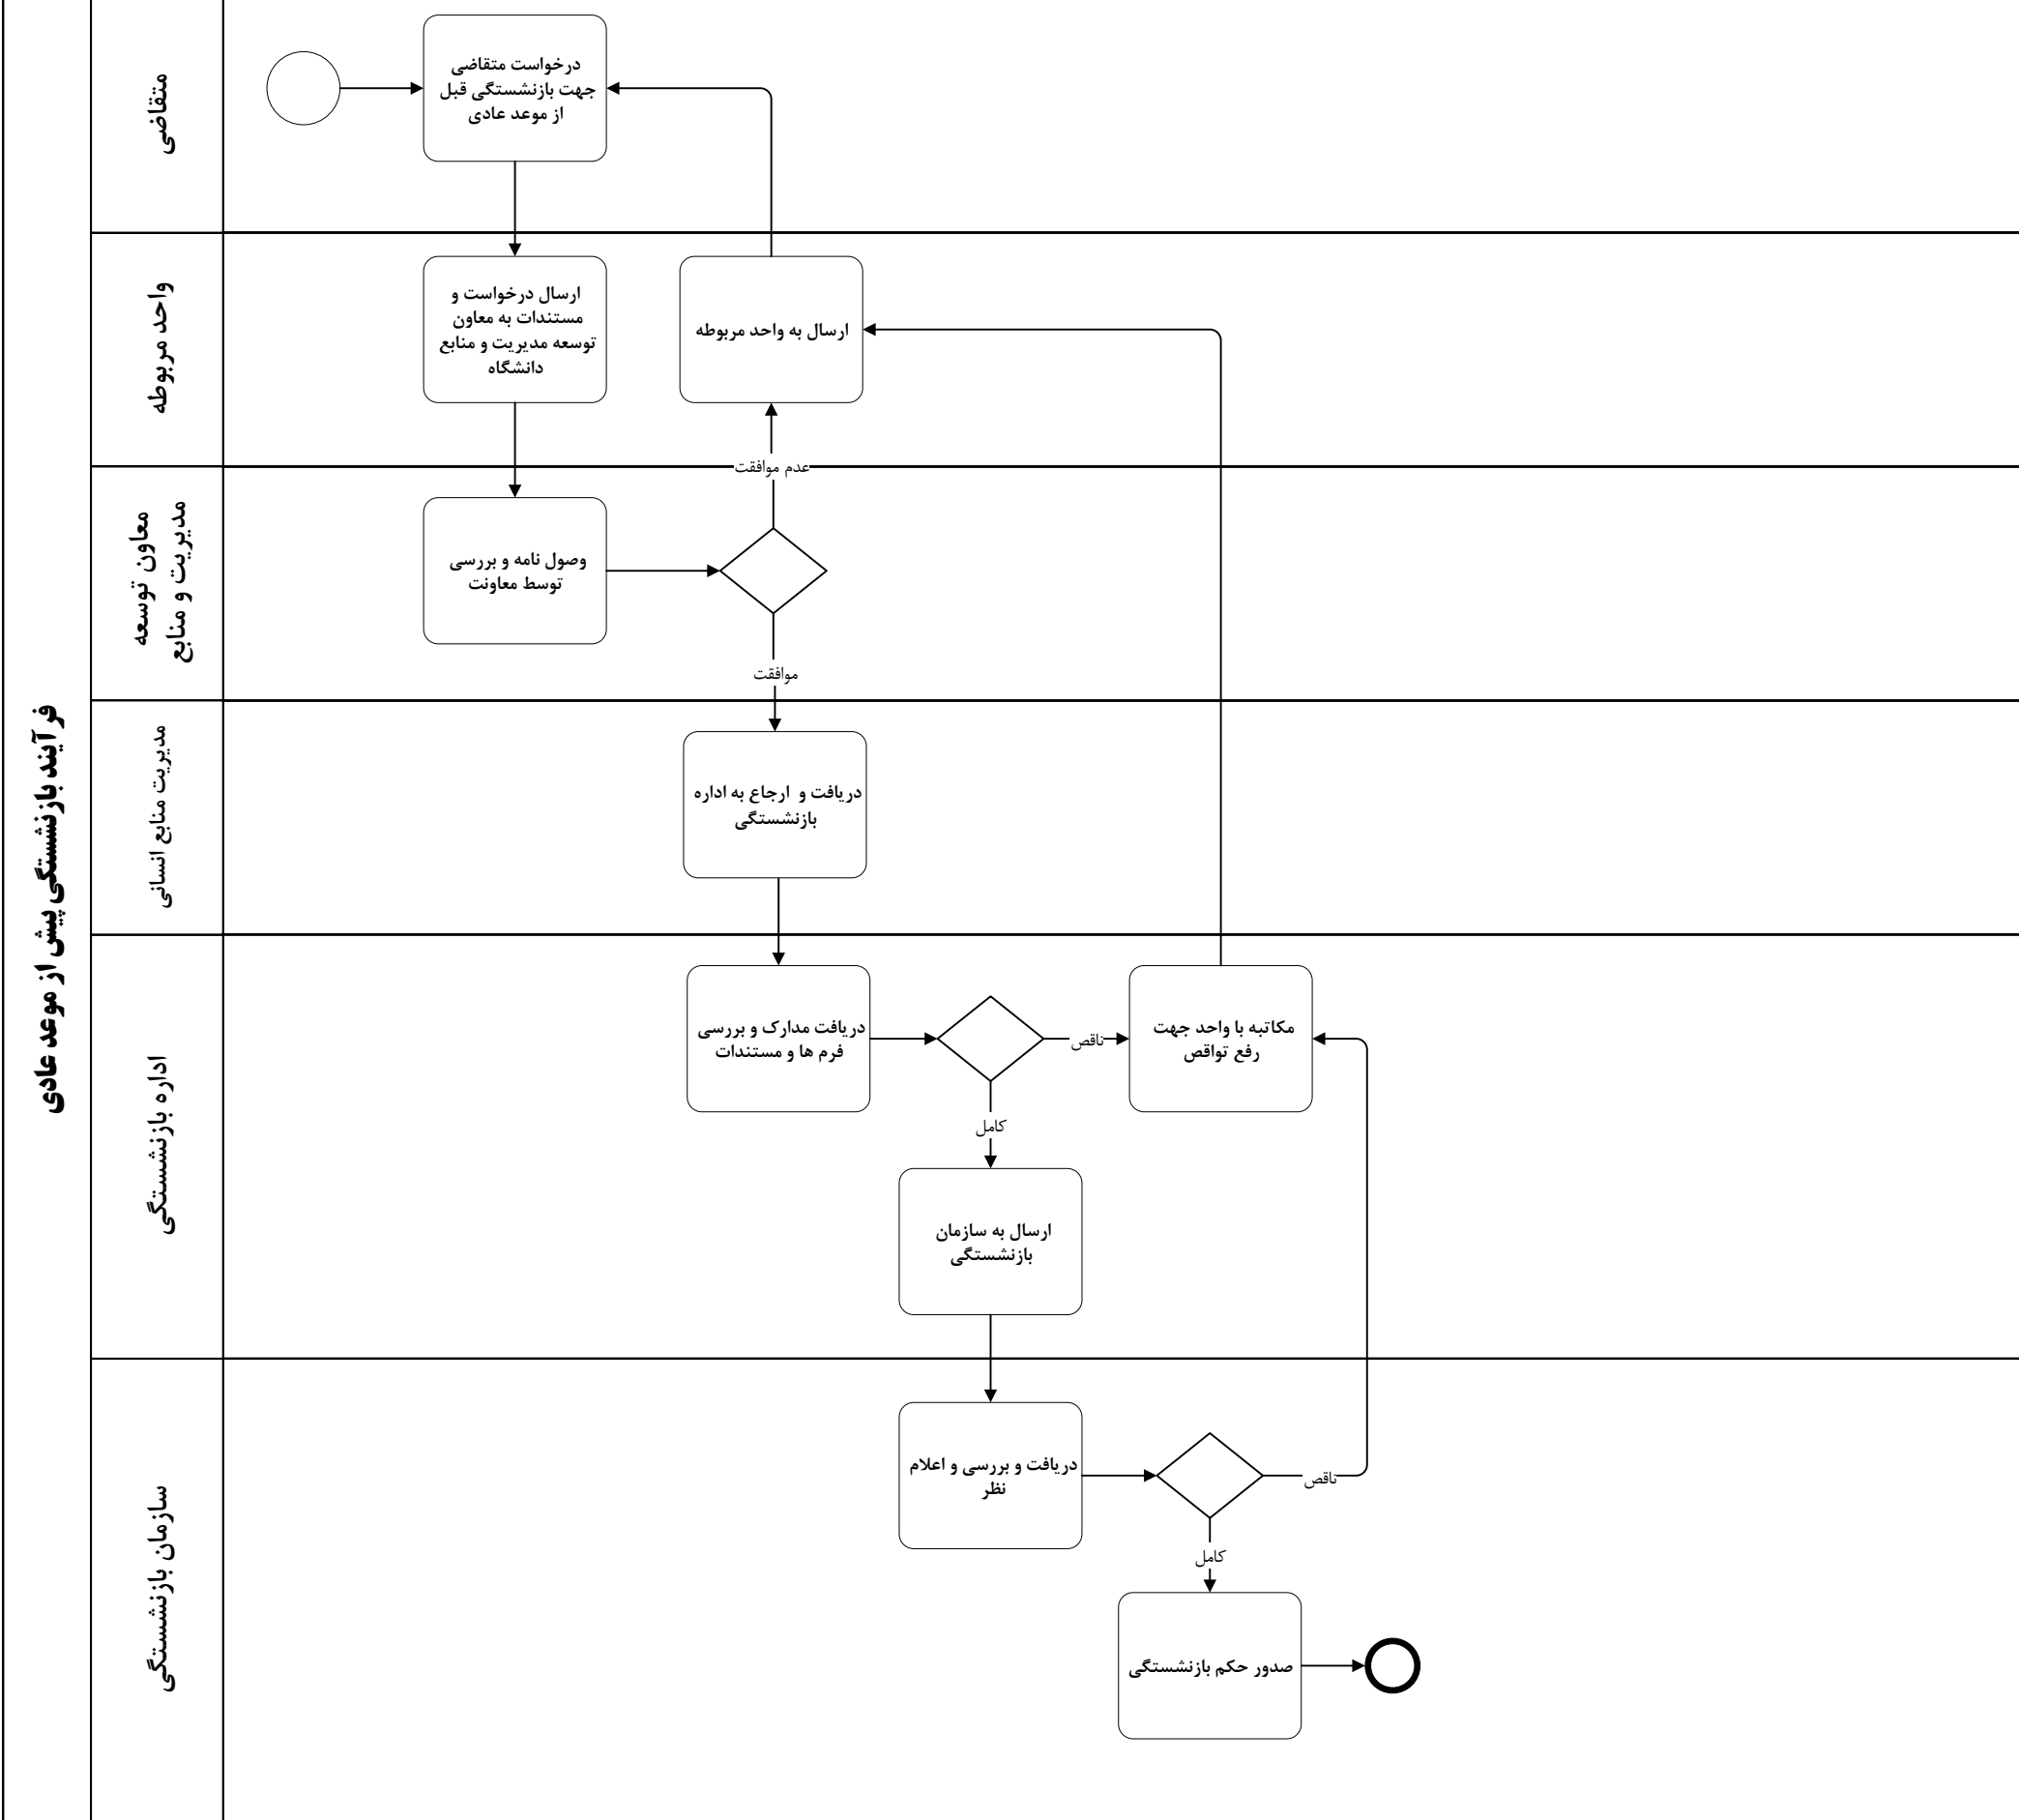 فرآیند بازنشستگی پیش از موعد عادی
متقاضی
درخواست متقاضی
جهت بازنشستگی قبل
از موعد عادی
واحد مربوطه
ارسال درخواست و
مستندات به معاون
توسعه مدیریت و منابع
دانشگاه
ارسال به واحد مربوطه
عدم موافقت
معاون توسعه
مدیریت و منابع
وصول نامه و بررسی
توسط معاونت
موافقت
مدیریت منابع انسانی
دریافت و ارجاع به اداره
بازنشستگی
اداره بازنشستگی
دریافت مدارک و بررسی
فرم ها و مستندات
ناقص
مکاتبه با واحد جهت
رفع تواقص
کامل
ارسال به سازمان
بازنشستگی
سازمان بازنشستگی
دریافت و بررسی و اعلام
نظر
ناقص
کامل
صدور حکم بازنشستگی